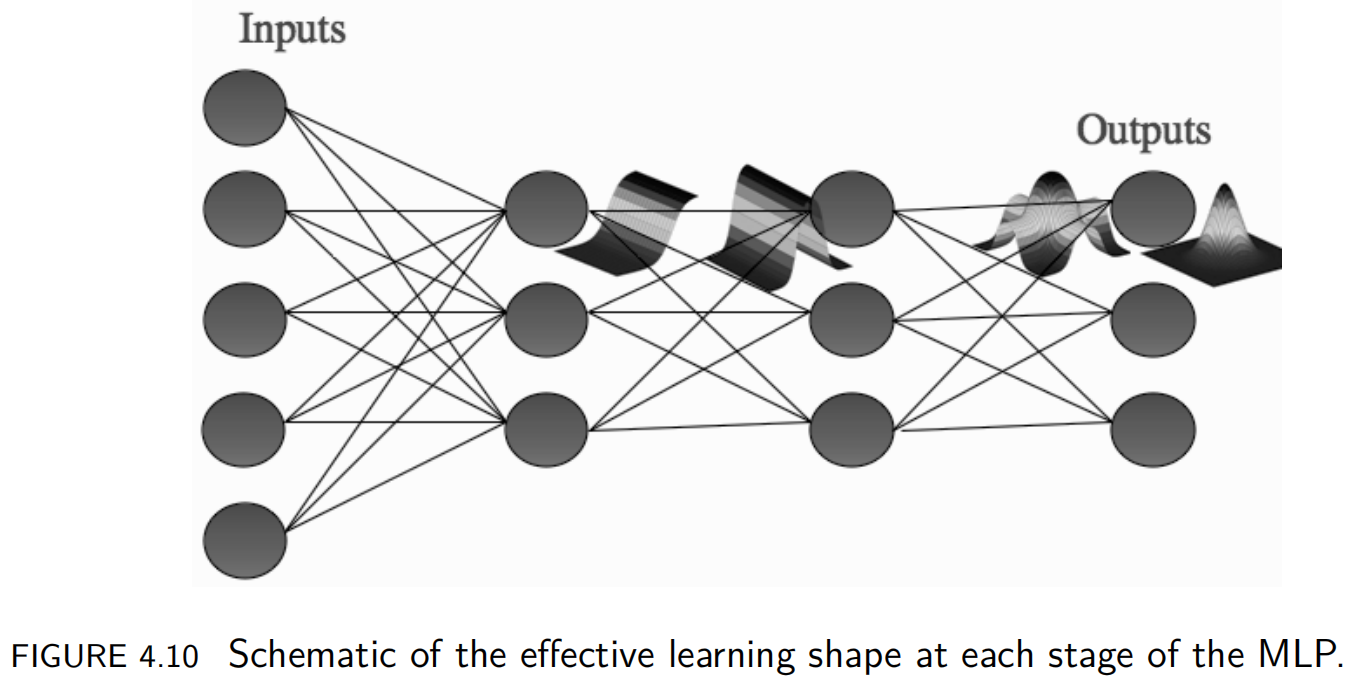 Inputs
Outputs
FIGURE 4.10 Schematic of the effective learning shape at each stage of the MLP.